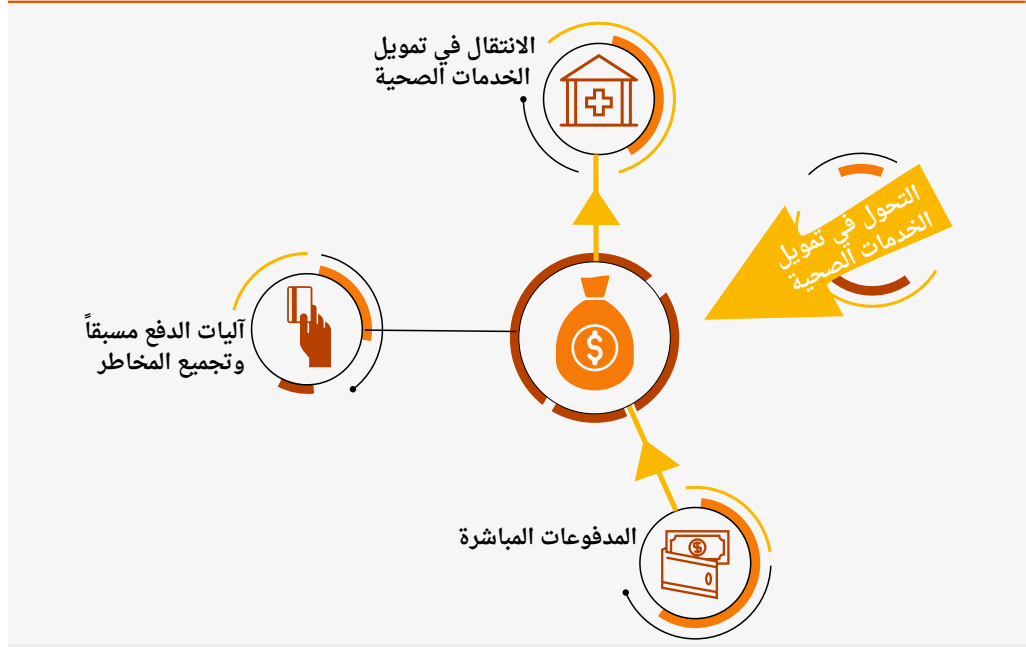 الانتقال في تمويل
الخدمات الصحية
التحول في تمويل
الخدمات الصحية
آليات الدفع مسبقاً
وتجميع المخاطر
المدفوعات المباشرة